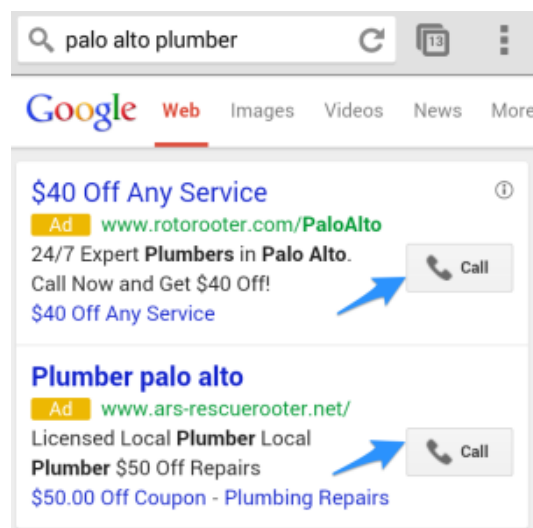 palo alto plumber
13
Google Web Images Videos News More
$40 Off Any Service
Ad www.rotorooter.com/PaloAlto
24/7 Expert Plumbers in Palo Alto.
Call Now and Get $40 Off!
Call
$40 Off Any Service
Plumber palo alto
Ad www.ars-rescuerooter.net/
Licensed Local Plumber Local
Plumber $50 Off Repairs
Call
$50.00 Off Coupon - Plumbing Repairs